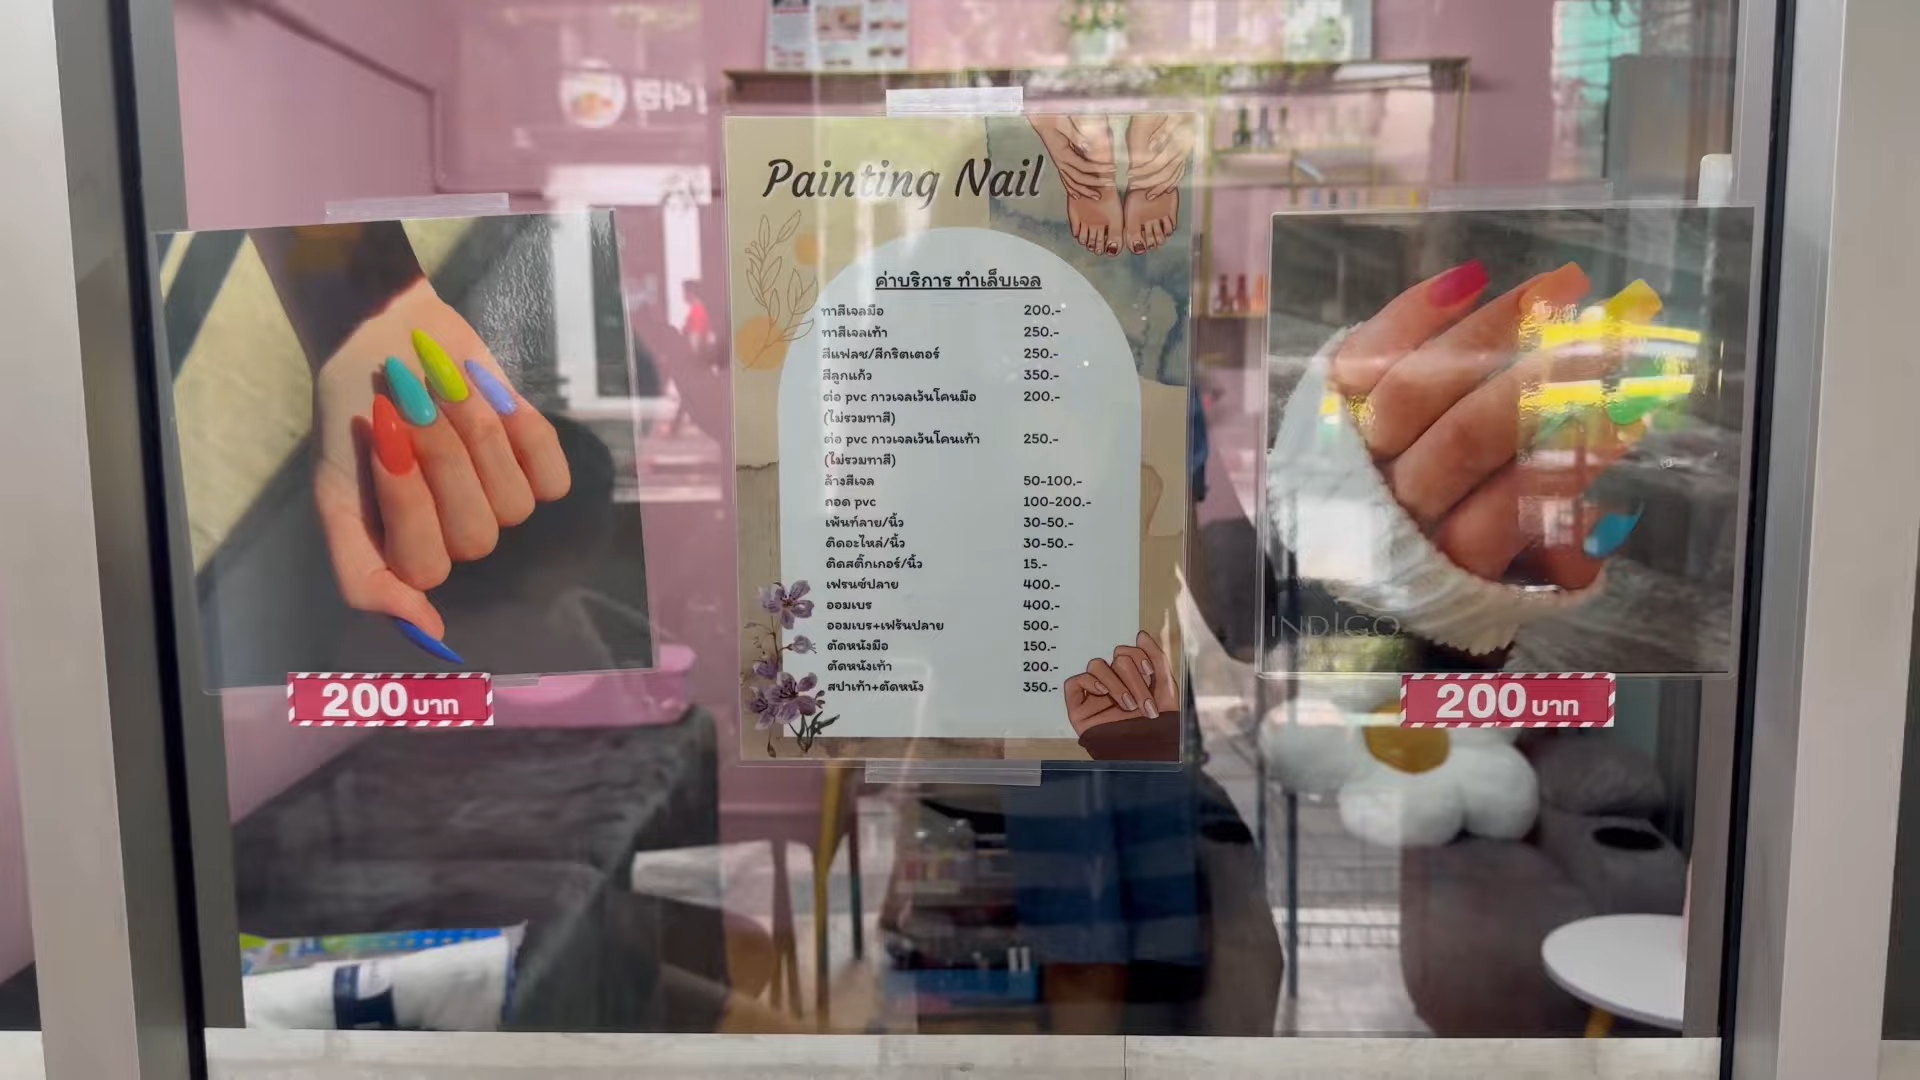 Painting Nail
ค่าบริการ ทำเล็บเจล
ทาสีเจลมือ 200.-
ทาสีเจลเท้า 250.-
สีแฟลช/สีกริตเตอร์ 250.-
สีลูกแก้ว 350.-
ต่อ pvc กาวเจลเว้นโคนมือ 200.-
(ไม่รวมทาสี)
ต่อ pvc กาวเจลเว้นโคนเท้า 250.-
(ไม่รวมทาสี)
ล้างสีเจล 50-100.-
ถอด pvc 100-200.-
เพ้นท์ลาย/นิ้ว 30-50.-
ติดอะไหล่/นิ้ว 30-50.-
ติดสติ๊กเกอร์/นิ้ว 15.-
เฟรนซ์ปลาย 400.-
ออมเบร 400.-
ออมเบร+เฟร้นปลาย 500.-
ตัดหนังมือ 150.-
ตัดหนังเท้า 200.-
สปาเท้า+ตัดหนัง 350.-
200 บาท
INDIGO
200 บาท